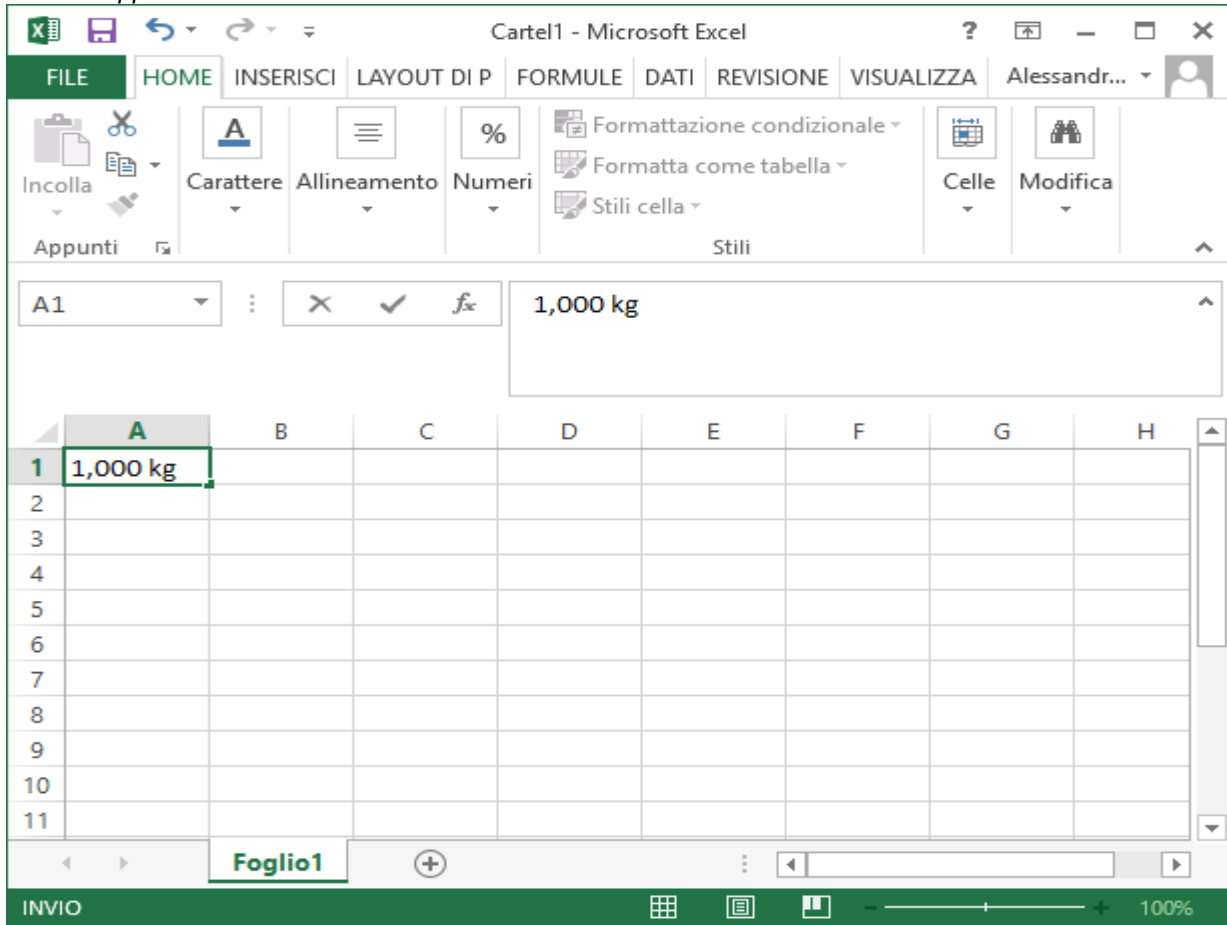 Cartel1 - Microsoft Excel ?
FILE HOME INSERISCI LAYOUT DI P FORMULE DATI REVISIONE VISUALIZZA Alessandr...
Incolla
Carattere Allineamento Numeri
%
Formattazione condizionale
Formatta come tabella
Stili cella
Celle Modifica
Appunti Stili
A1 fx 1,000 kg
A B C D E F G H
1 1,000 kg
2
3
4
5
6
7
8
9
10
11
Foglio1
INVIO 100%